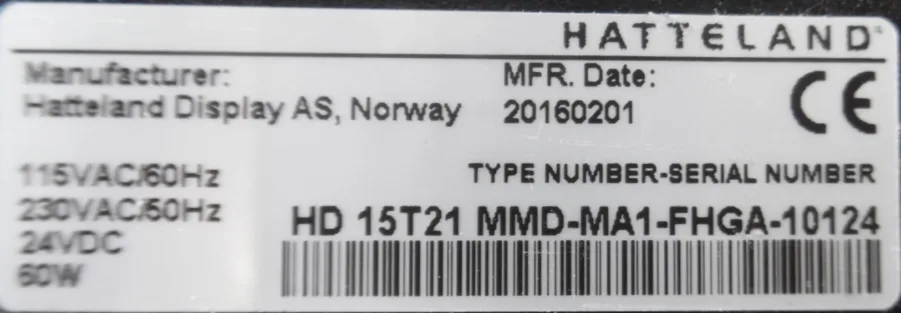 HATTELAND
Manufacturer:
Hatteland Display AS, Norway
MFR. Date:
20160201
CE
115VAC/60Hz
230VAC/50Hz
24VDC
60W
TYPE NUMBER-SERIAL NUMBER
HD 15T21 MMD-MA1-FHGA-10124